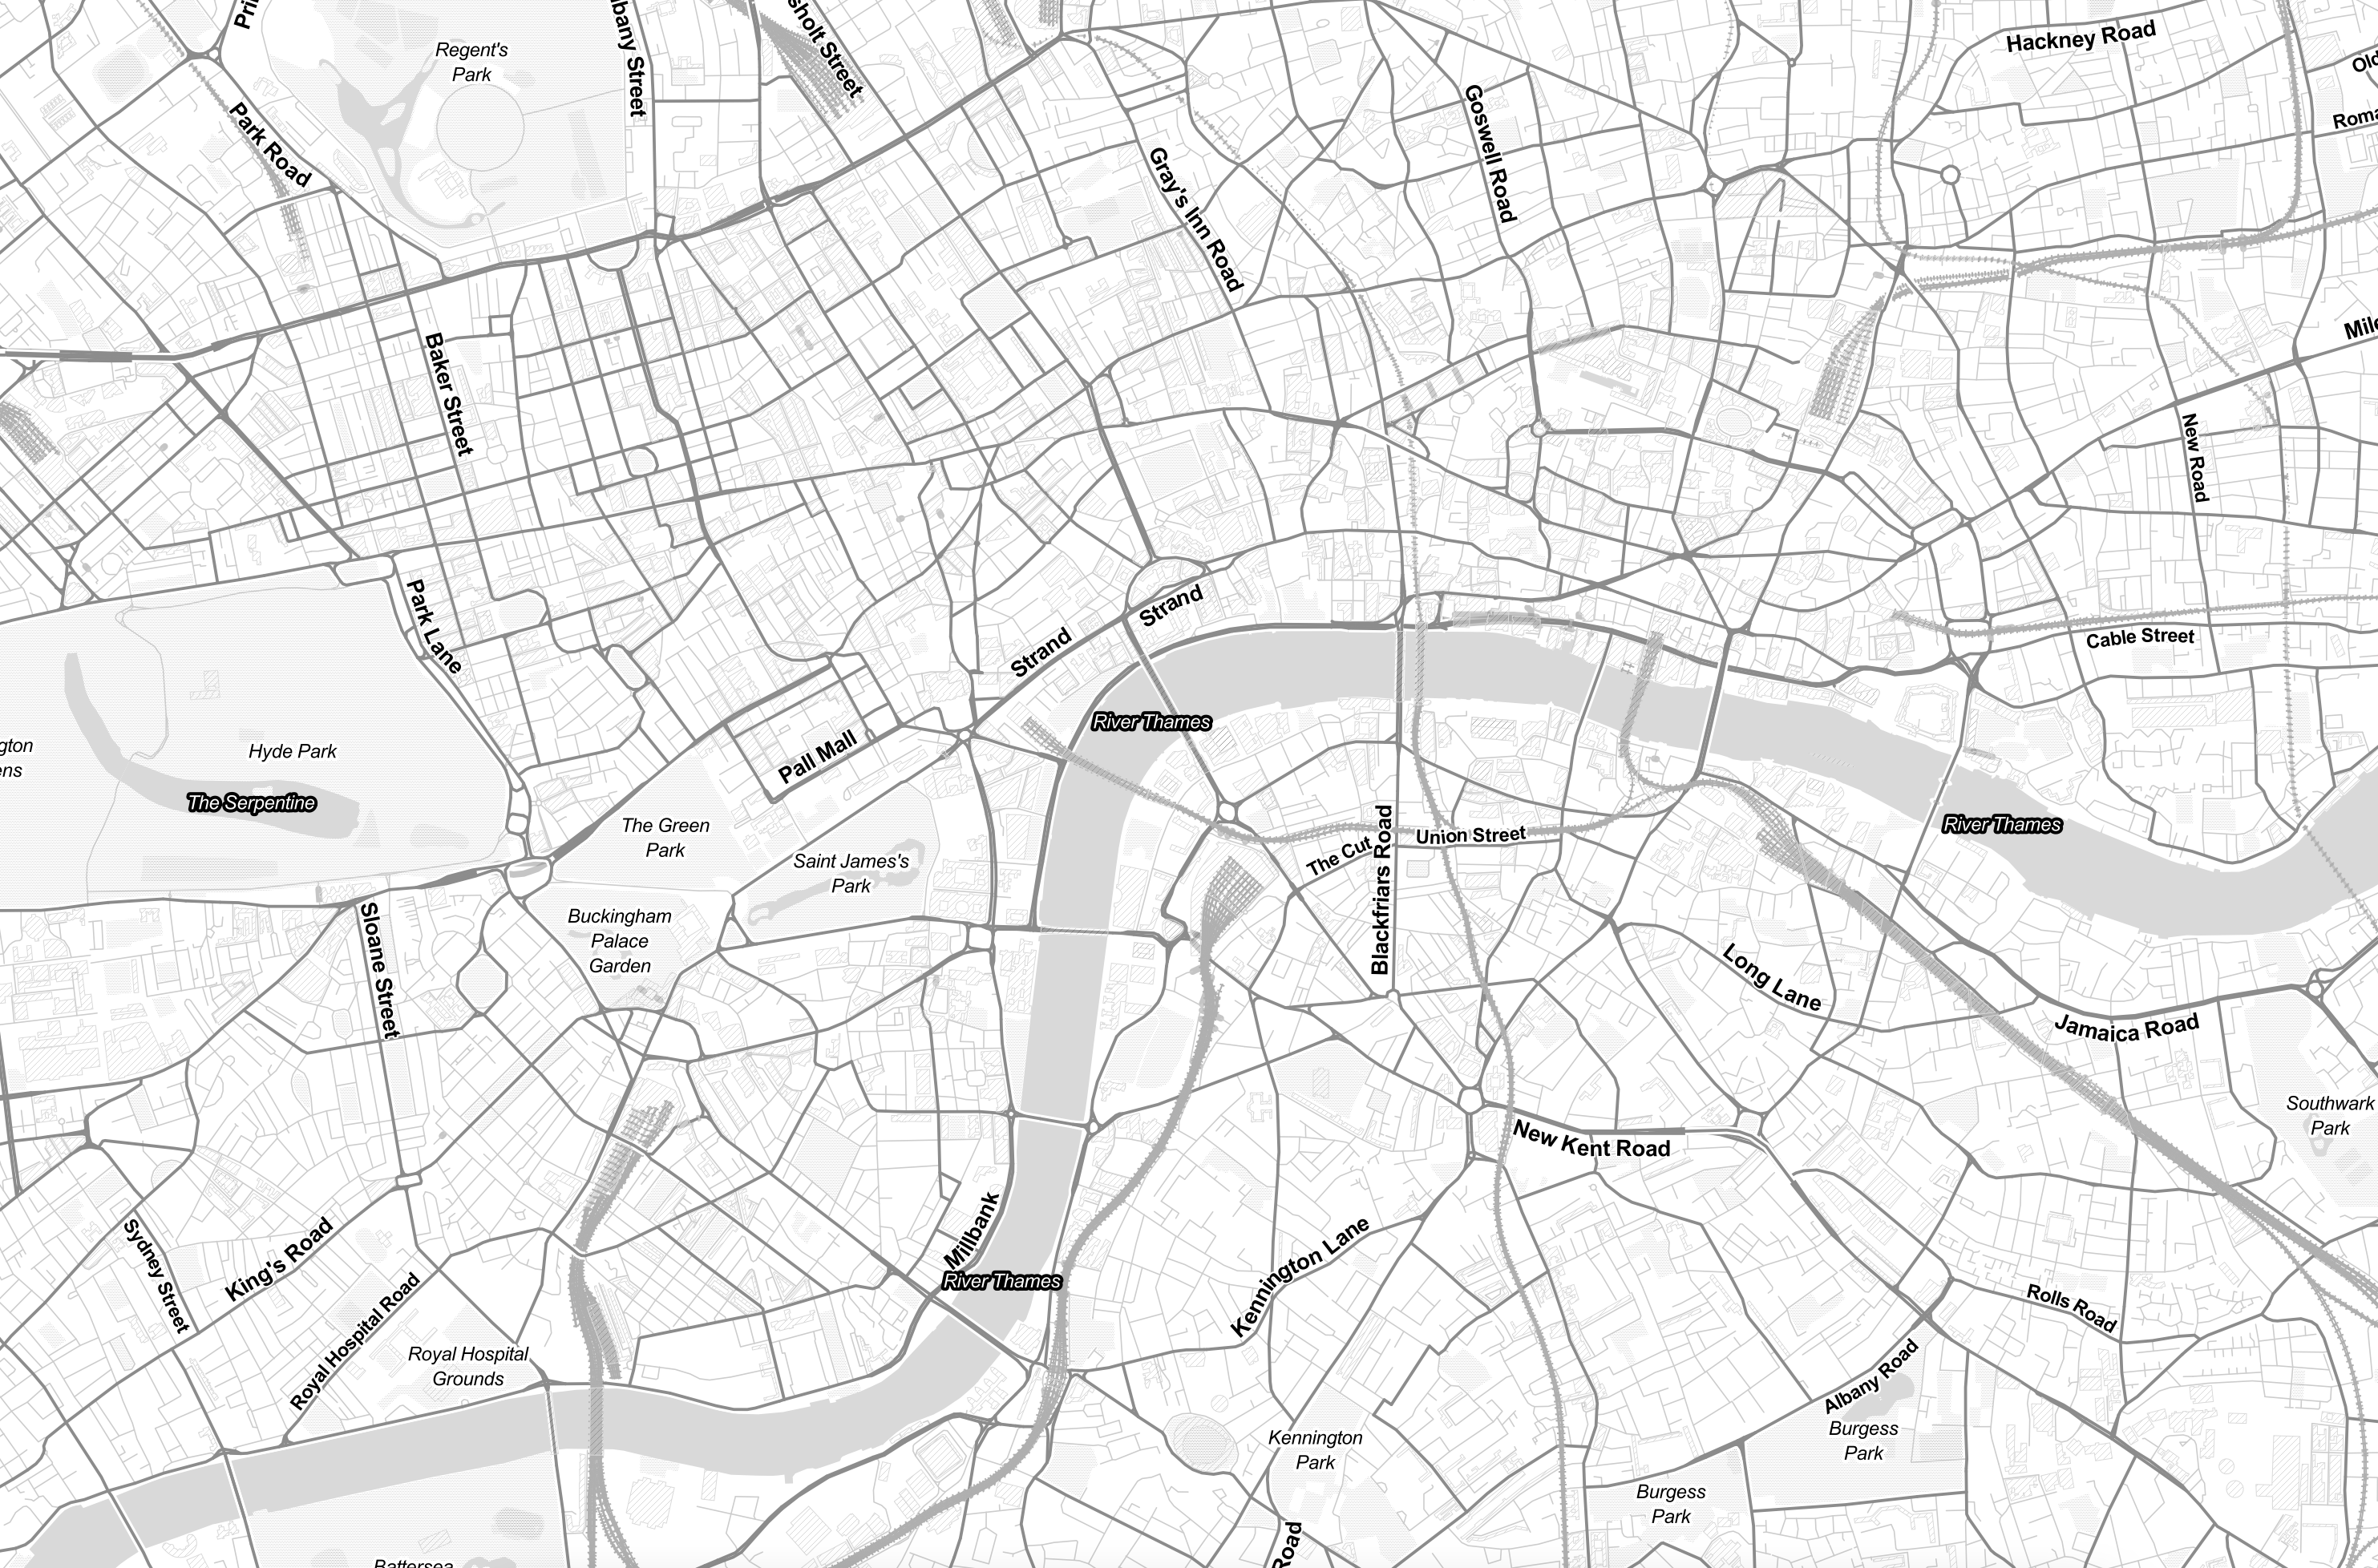 Hackney Road
Regent's
Park
Park Road
Goswell Road
Gray's Inn Road
Baker Street
New Road
Park Lane
Strand
Strand
Cable Street
River Thames
Hyde Park
Pall Mall
The Serpentine
The Green
Park
River Thames
Union Street
The Cut
Blackfriars Road
Saint James's
Park
Buckingham
Palace
Garden
Sloane Street
Long Lane
Jamaica Road
Southwark
Park
New Kent Road
Millbank
River Thames
Kennington Lane
Sydney Street
King's Road
Royal Hospital Road
Royal Hospital
Grounds
Rolls Road
Albany Road
Burgess
Park
Kennington
Park
Burgess
Park
Road